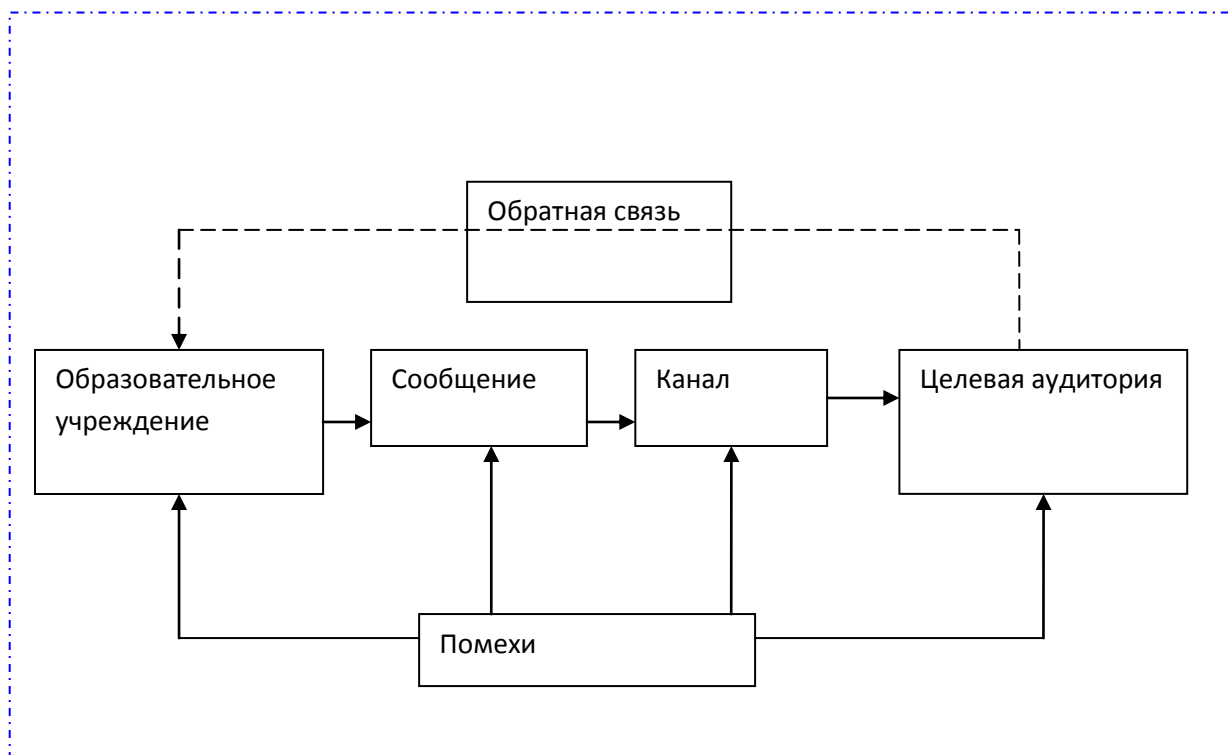 Обратная связь
Образовательное
учреждение
Сообщение
Канал
Целевая аудитория
Помехи